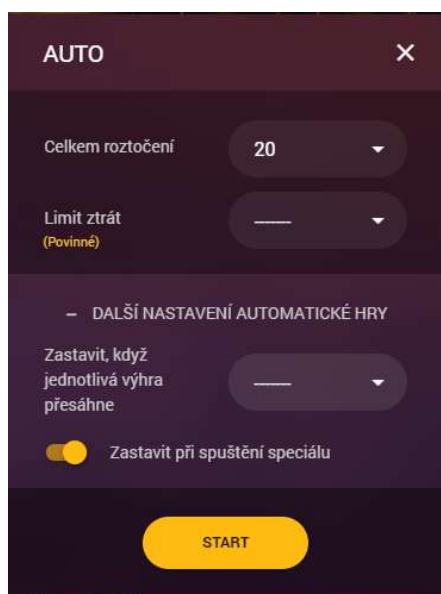 AUTO ×
Celkem roztočení 20
Limit ztrát -------
(Povinné)
– DALŠÍ NASTAVENÍ AUTOMATICKÉ HRY
Zastavit, když
jednotlivá výhra -------
přesáhne
Zastavit při spuštění speciálu
START